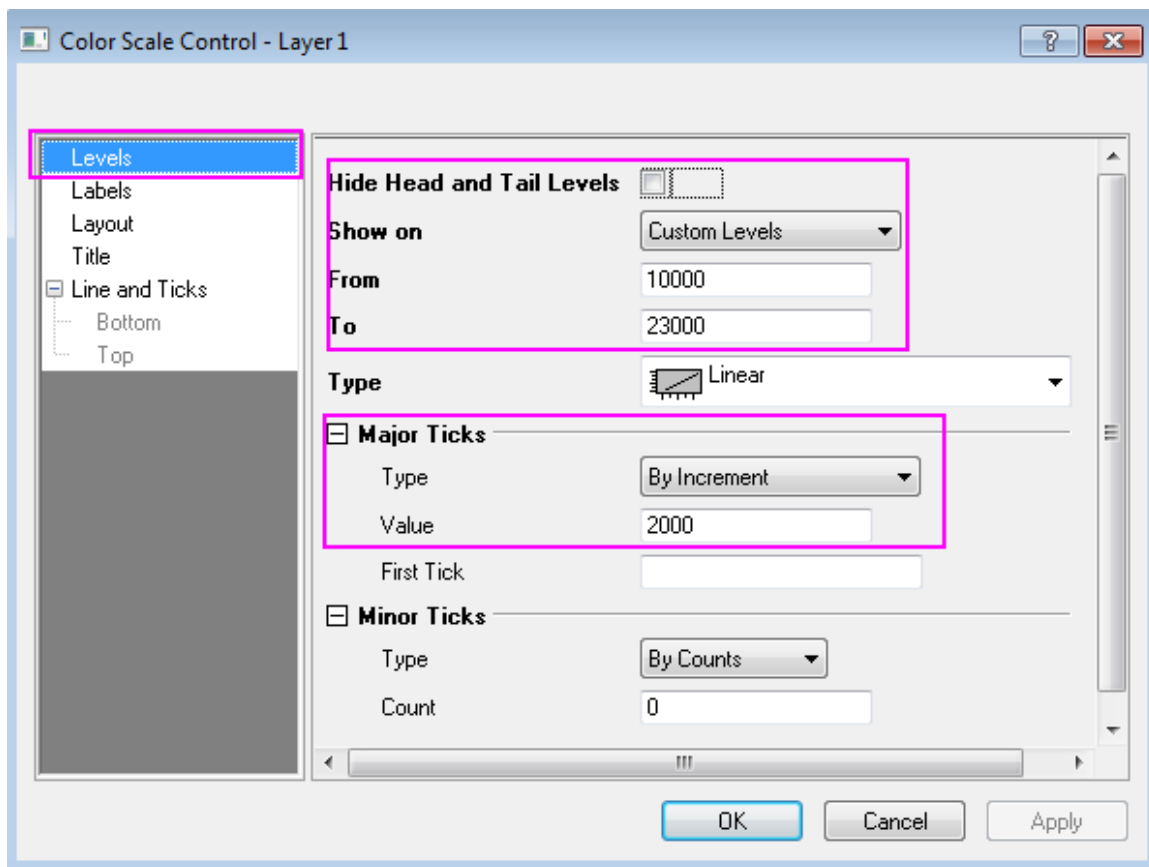 Color Scale Control - Layer 1
Levels
Labels
Layout
Title
Line and Ticks
Bottom
Top
Hide Head and Tail Levels
Show on Custom Levels
From 10000
To 23000
Type Linear
Major Ticks
Type By Increment
Value 2000
First Tick
Minor Ticks
Type By Counts
Count 0
OK Cancel Apply